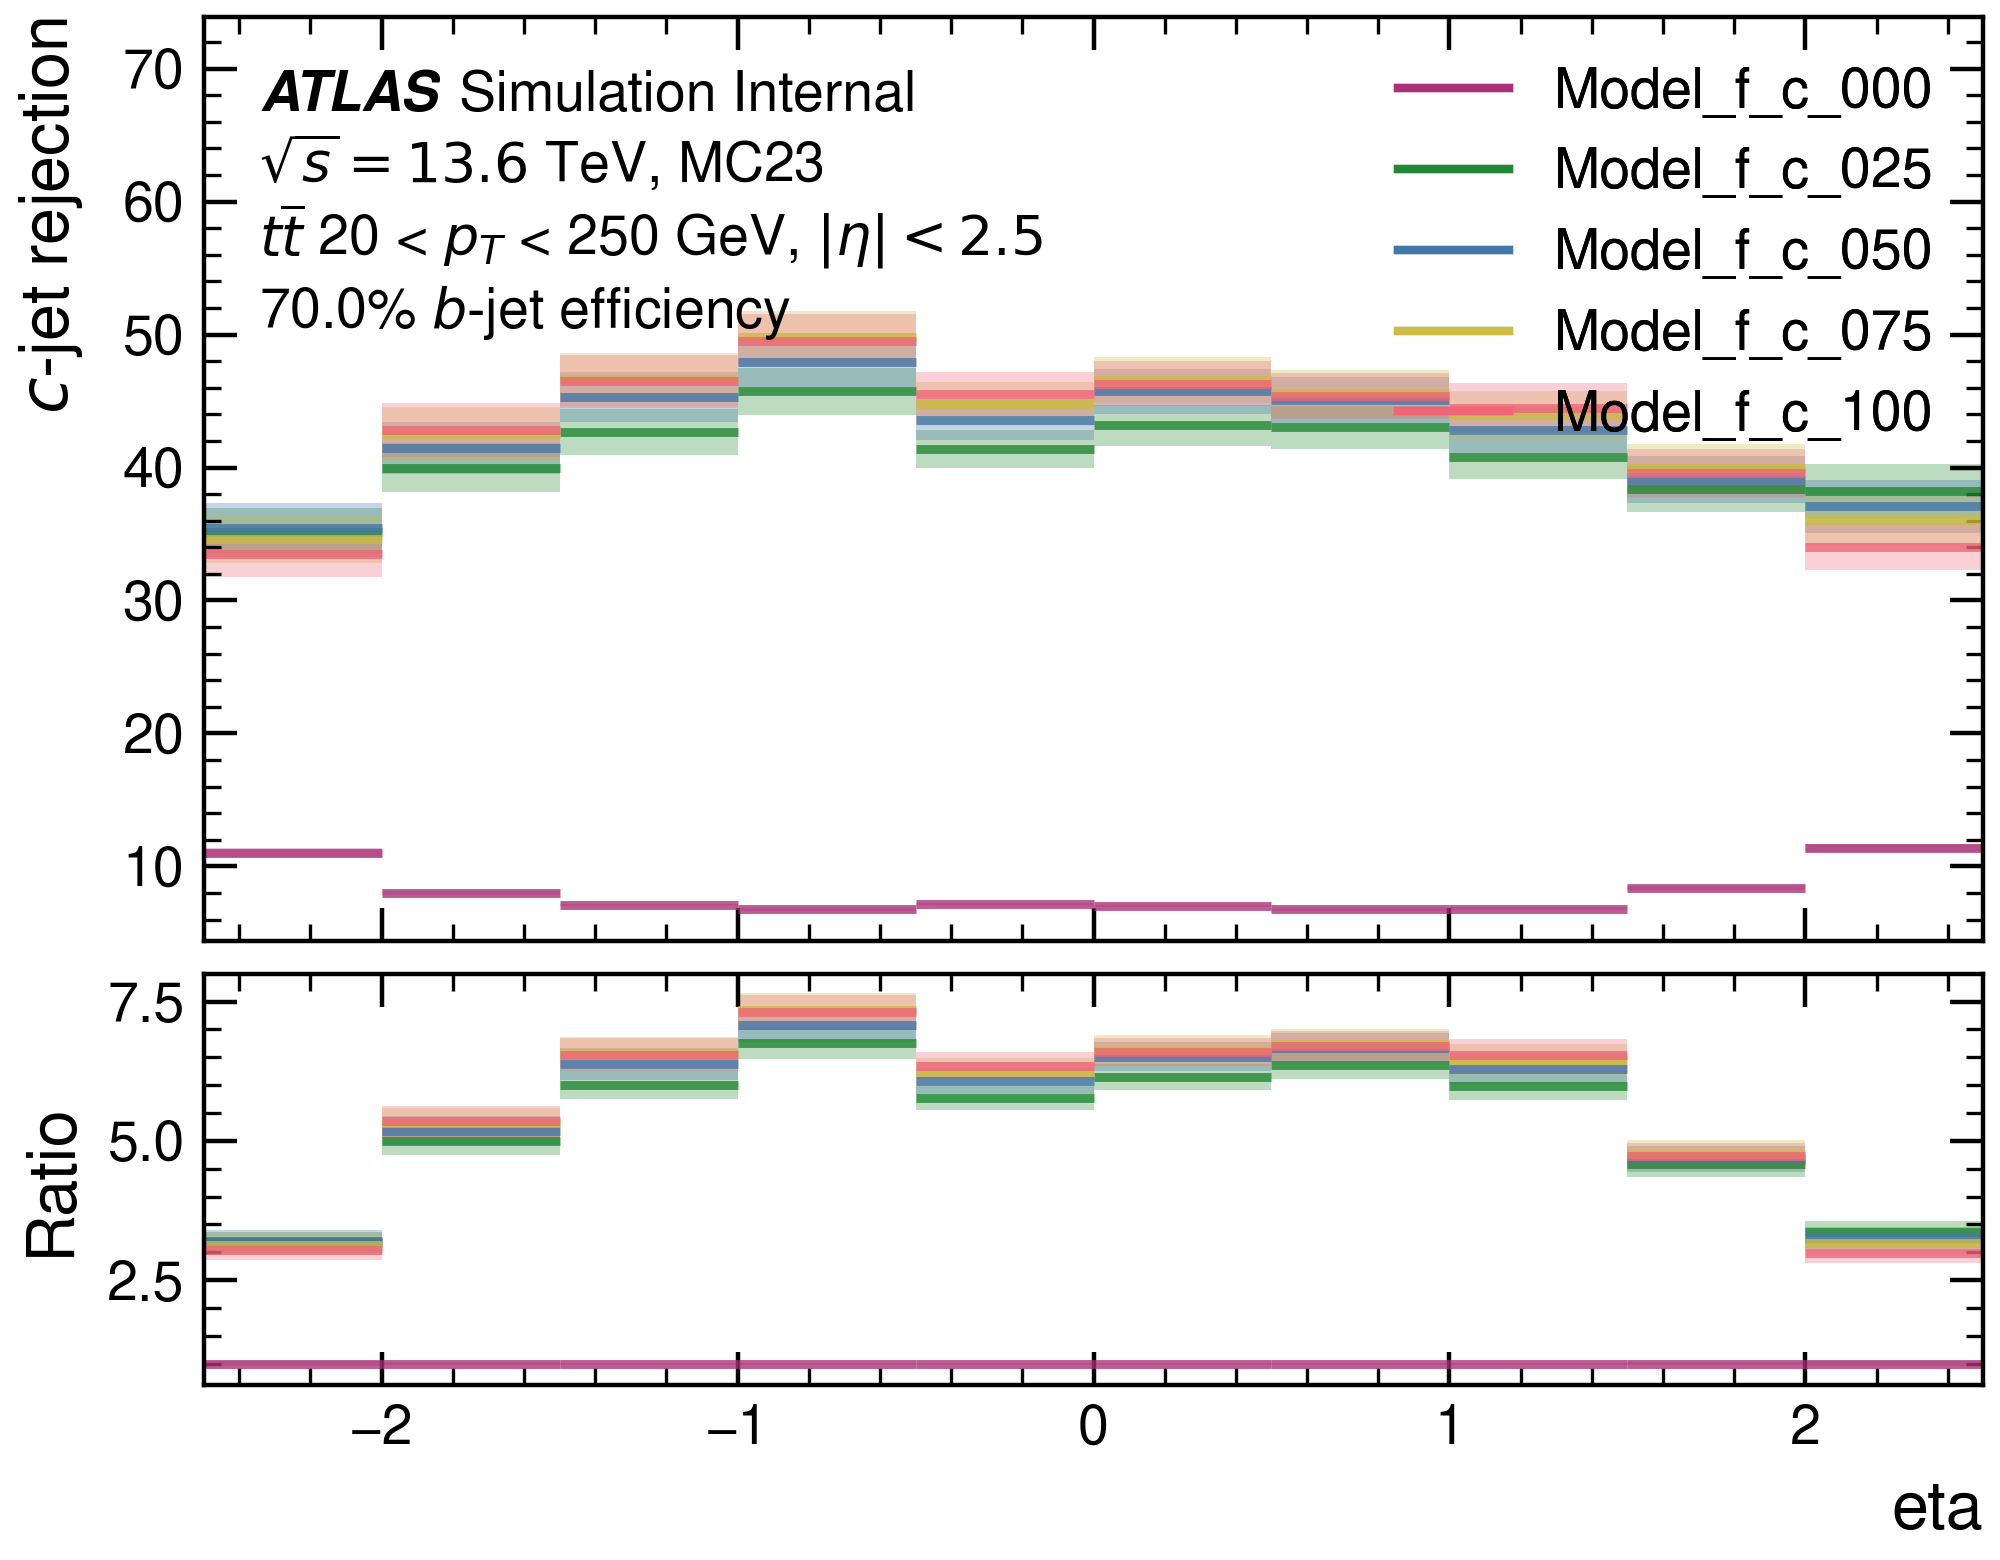 c-jet rejection
70
60
50
40
30
20
10
ATLAS Simulation Internal
√s = 13.6 TeV, MC23
tt̄ 20 < pT < 250 GeV, |η| < 2.5
70.0% b-jet efficiency
Model_f_c_000
Model_f_c_025
Model_f_c_050
Model_f_c_075
Model_f_c_100
Ratio
7.5
5.0
2.5
−2 −1 0 1 2
eta